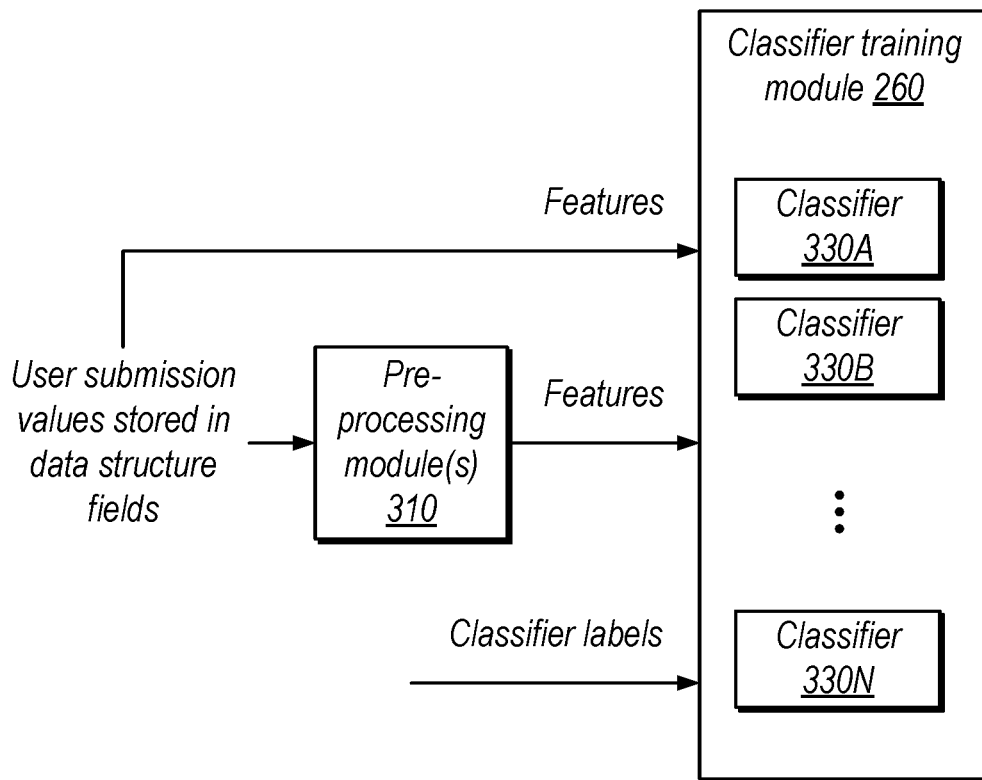 Classifier training
module 260
Features
Classifier
330A
Classifier
330B
User submission
values stored in
data structure
fields
Pre-
processing
module(s)
310
Features
Classifier labels
Classifier
330N